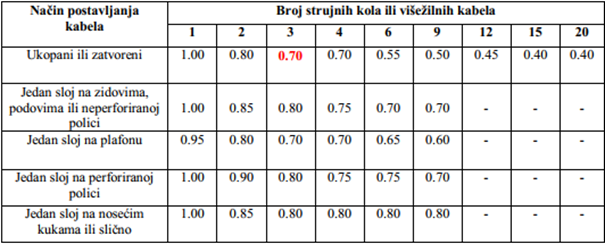 Način postavljanja kabela Broj strujnih kola ili višežilnih kabela
1 2 3 4 6 9 12 15 20
Ukopani ili zatvoreni 1.00 0.80 0.70 0.70 0.55 0.50 0.45 0.40 0.40
Jedan sloj na zidovima,
podovima ili neperforiranoj
polici 1.00 0.85 0.80 0.75 0.70 0.70 - - -
Jedan sloj na plafonu 0.95 0.80 0.70 0.70 0.65 0.60 - - -
Jedan sloj na perforiranoj
polici 1.00 0.90 0.80 0.75 0.75 0.70 - - -
Jedan sloj na nosećim
kukama ili slično 1.00 0.85 0.80 0.80 0.80 0.80 - - -